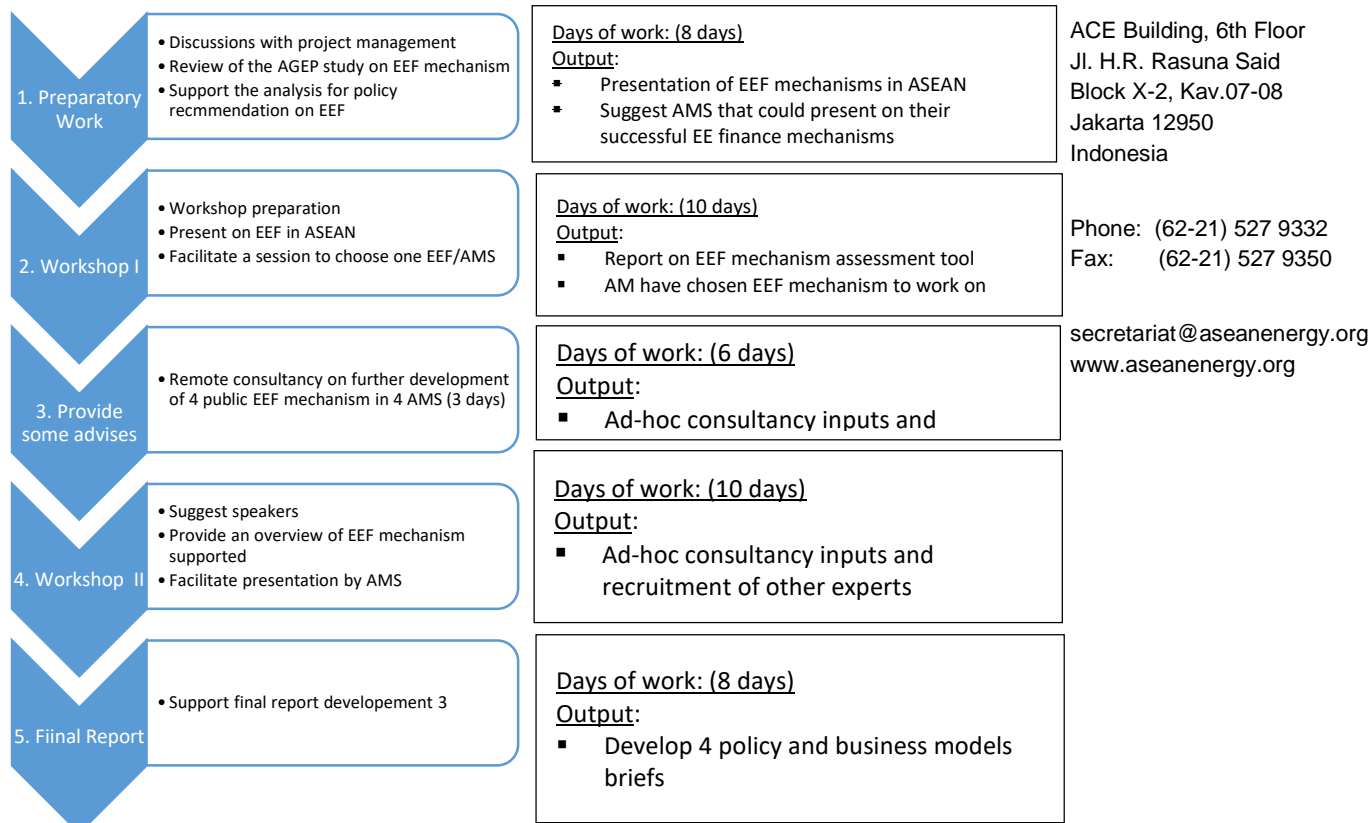 1. Preparatory
Work
• Discussions with project management
• Review of the AGEP study on EEF mechanism
• Support the analysis for policy
recmmendation on EEF
Days of work: (8 days)
Output:
▪ Presentation of EEF mechanisms in ASEAN
▪ Suggest AMS that could present on their
successful EE finance mechanisms
2. Workshop I
• Workshop preparation
• Present on EEF in ASEAN
• Facilitate a session to choose one EEF/AMS
Days of work: (10 days)
Output:
▪ Report on EEF mechanism assessment tool
▪ AM have chosen EEF mechanism to work on
3. Provide
some advises
• Remote consultancy on further development
of 4 public EEF mechanism in 4 AMS (3 days)
Days of work: (6 days)
Output:
▪ Ad-hoc consultancy inputs and
4. Workshop II
• Suggest speakers
• Provide an overview of EEF mechanism
supported
• Facilitate presentation by AMS
Days of work: (10 days)
Output:
▪ Ad-hoc consultancy inputs and
recruitment of other experts
5. Fiinal Report
• Support final report developement 3
Days of work: (8 days)
Output:
▪ Develop 4 policy and business models
briefs
ACE Building, 6th Floor
Jl. H.R. Rasuna Said
Block X-2, Kav.07-08
Jakarta 12950
Indonesia
Phone: (62-21) 527 9332
Fax: (62-21) 527 9350
secretariat@aseanenergy.org
www.aseanenergy.org